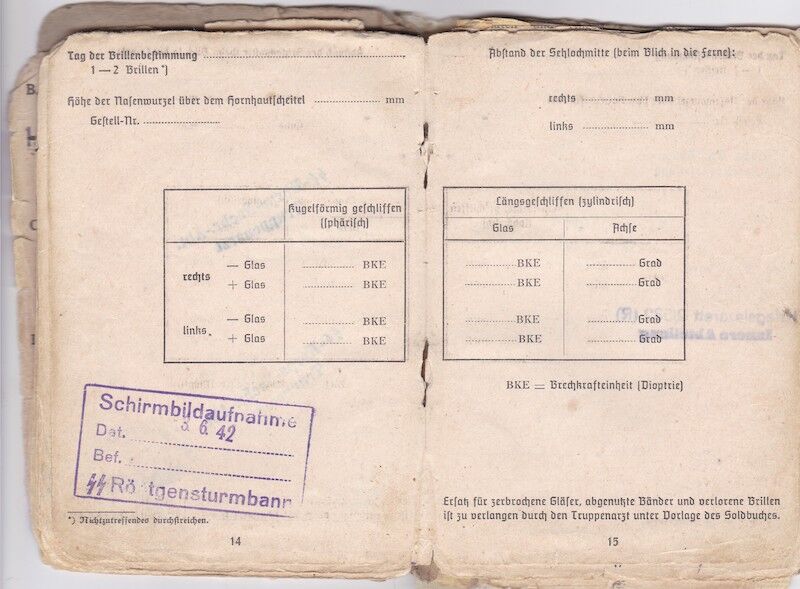 Tag der Brillenbestimmung ........................
1—2 Brillen *)
Höhe der Nasenwurzel über dem Hornhautscheitel ................ mm
Gestell-Nr. ...................
Kugelförmig geschliffen
(sphärisch)
rechts
— Glas ............ BKE
+ Glas ............ BKE
links
— Glas ............ BKE
+ Glas ............ BKE
Schirmbildaufnahme
Dat. 6 42
Bef.
ᛋᛋ Rö tgensturmbann
*) Nichtzutreffendes durchstreichen.
14
Abstand der Sehlochmitte (beim Blick in die Ferne):
rechts ................ mm
links ................ mm
Längsgeschliffen (zylindrisch)
Glas Achse
............BKE ............ Grad
............BKE ............ Grad
............BKE ............ Grad
............BKE ............ Grad
BKE = Brechkrafteinheit (Dioptrie)
Ersatz für zerbrochene Gläser, abgenutzte Bänder und verlorene Brillen
ist zu verlangen durch den Truppenarzt unter Vorlage des Soldbuches.
15